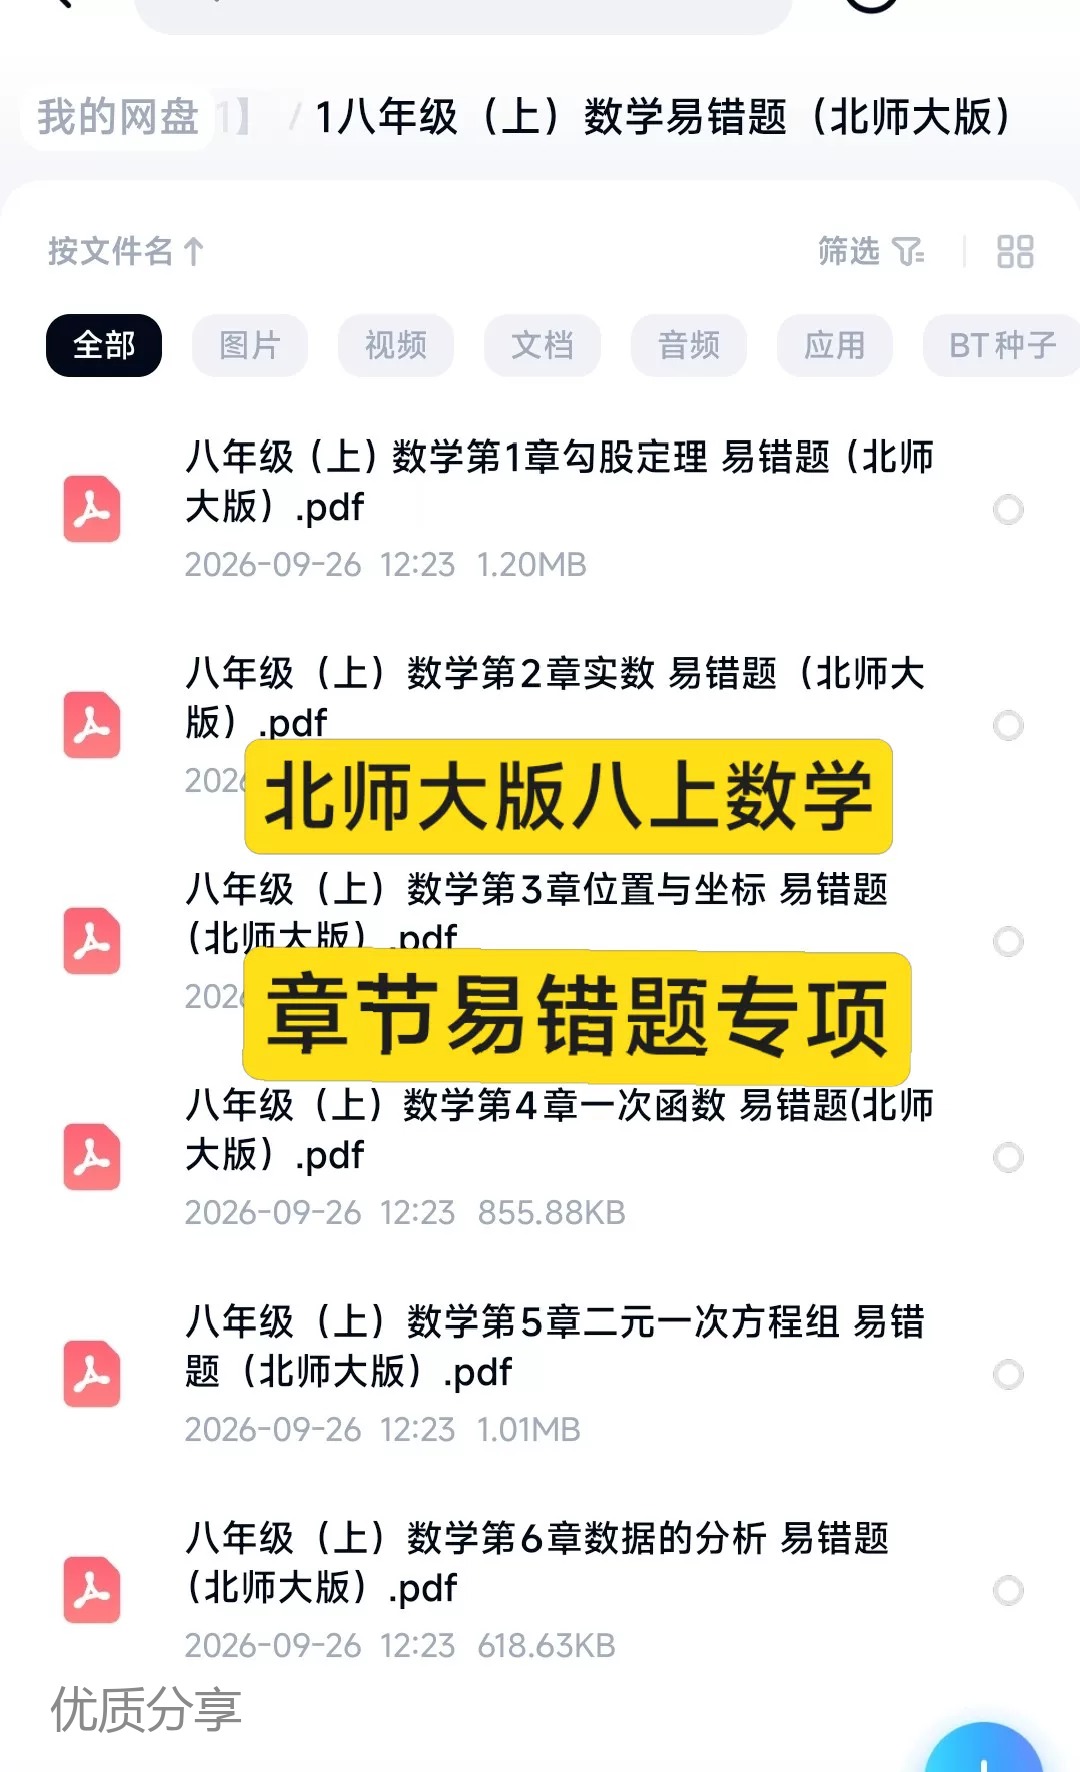 我的网盘 1】 / 1八年级（上）数学易错题（北师大版）
按文件名↑ 筛选
全部 图片 视频 文档 音频 应用 BT种子
八年级（上）数学第1章勾股定理 易错题（北师
大版）.pdf
2026-09-26 12:23 1.20MB
八年级（上）数学第2章实数 易错题（北师大
版）.pdf
202
北师大版八上数学
八年级（上）数学第3章位置与坐标 易错题
（北师大版）.pdf
202
章节易错题专项
八年级（上）数学第4章一次函数 易错题(北师
大版）.pdf
2026-09-26 12:23 855.88KB
八年级（上）数学第5章二元一次方程组 易错
题（北师大版）.pdf
2026-09-26 12:23 1.01MB
八年级（上）数学第6章数据的分析 易错题
（北师大版）.pdf
2026-09-26 12:23 618.63KB
优质分享